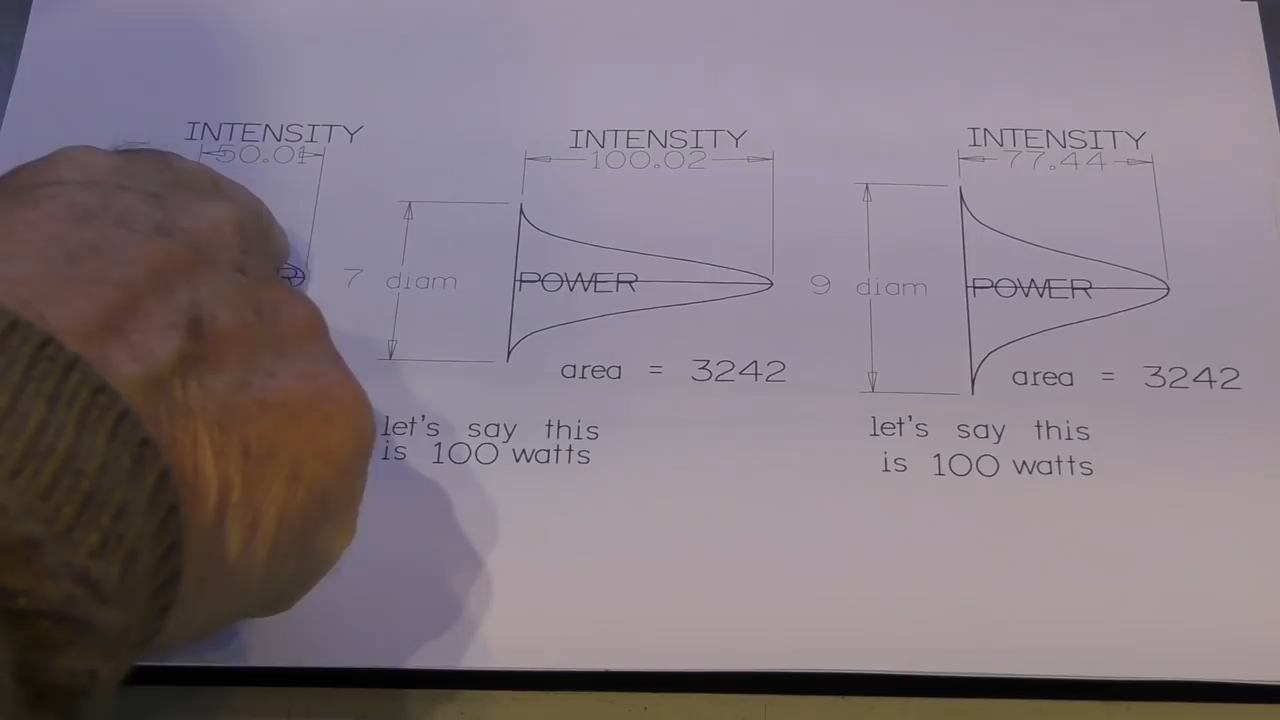 INTENSITY
50.01
INTENSITY
100.02
7 diam
POWER
area = 3242
let's say this
is 100 watts
INTENSITY
77.44
9 diam
POWER
area = 3242
let's say this
is 100 watts